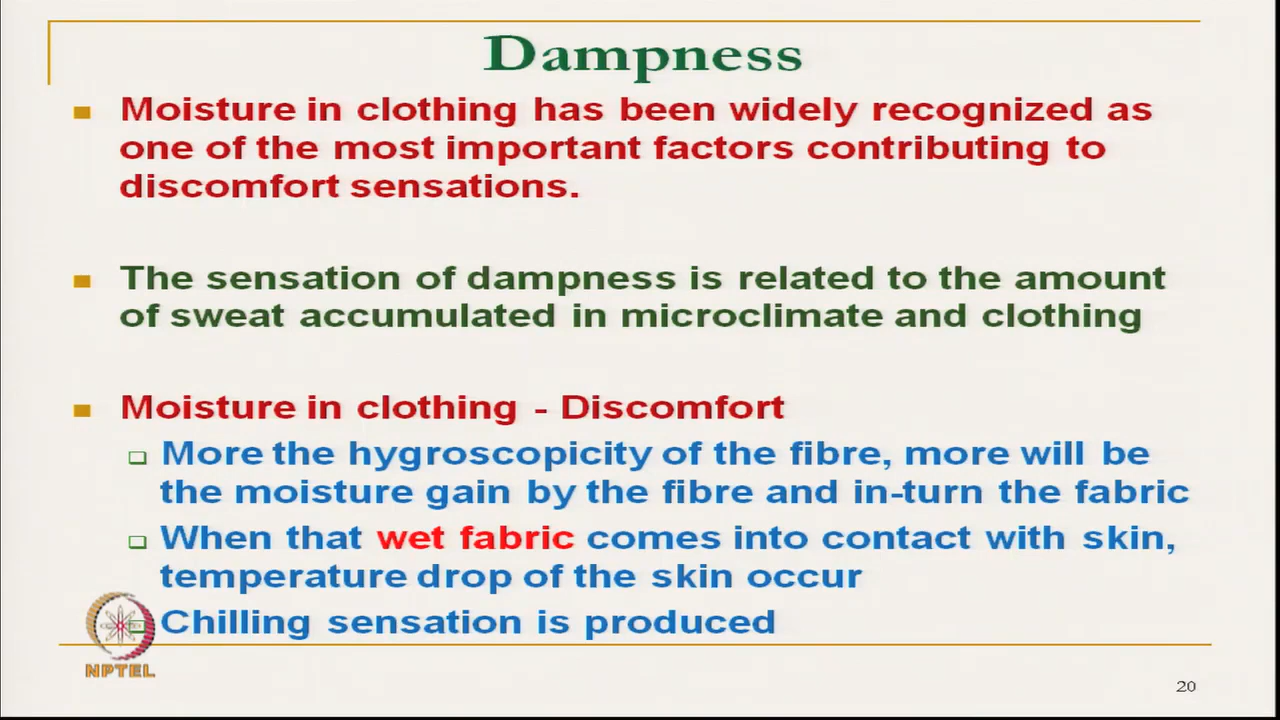 Dampness
Moisture in clothing has been widely recognized as
one of the most important factors contributing to
discomfort sensations.
The sensation of dampness is related to the amount
of sweat accumulated in microclimate and clothing
Moisture in clothing - Discomfort
More the hygroscopicity of the fibre, more will be
the moisture gain by the fibre and in-turn the fabric
When that wet fabric comes into contact with skin,
temperature drop of the skin occur
Chilling sensation is produced
NPTEL
20